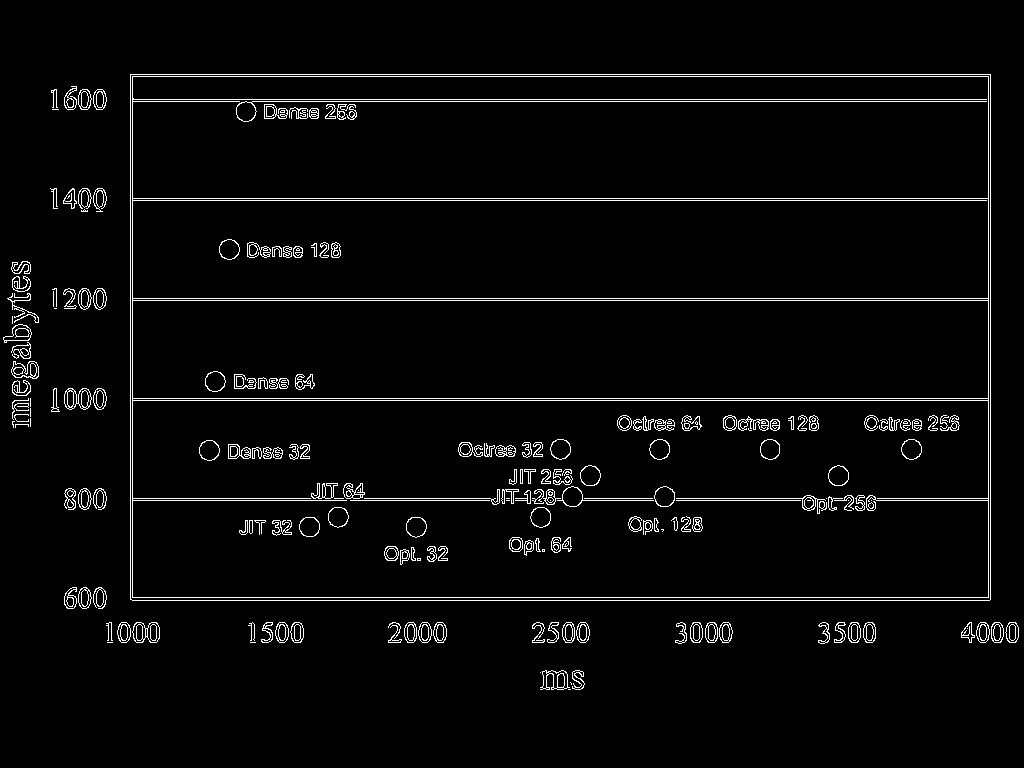 1600
Dense 256
1400
Dense 128
1200
megabytes
Dense 64
1000
Octree 64
Octree 128
Octree 256
Dense 32
Octree 32
JIT 256
JIT 64
JIT 128
800
Opt. 256
JIT 32
Opt. 128
Opt. 64
Opt. 32
600
1000
1500
2000
2500
3000
3500
4000
ms